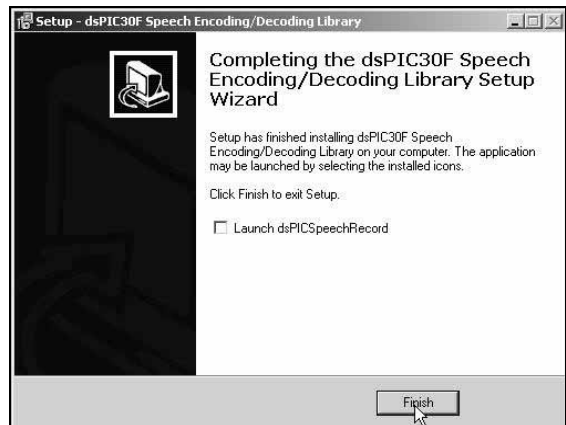 Setup - dsPIC30F Speech Encoding/Decoding Library
Completing the dsPIC30F Speech
Encoding/Decoding Library Setup
Wizard
Setup has finished installing dsPIC30F Speech
Encoding/Decoding Library on your computer. The application
may be launched by selecting the installed icons.
Click Finish to exit Setup.
Launch dsPICSpeechRecord
Finish